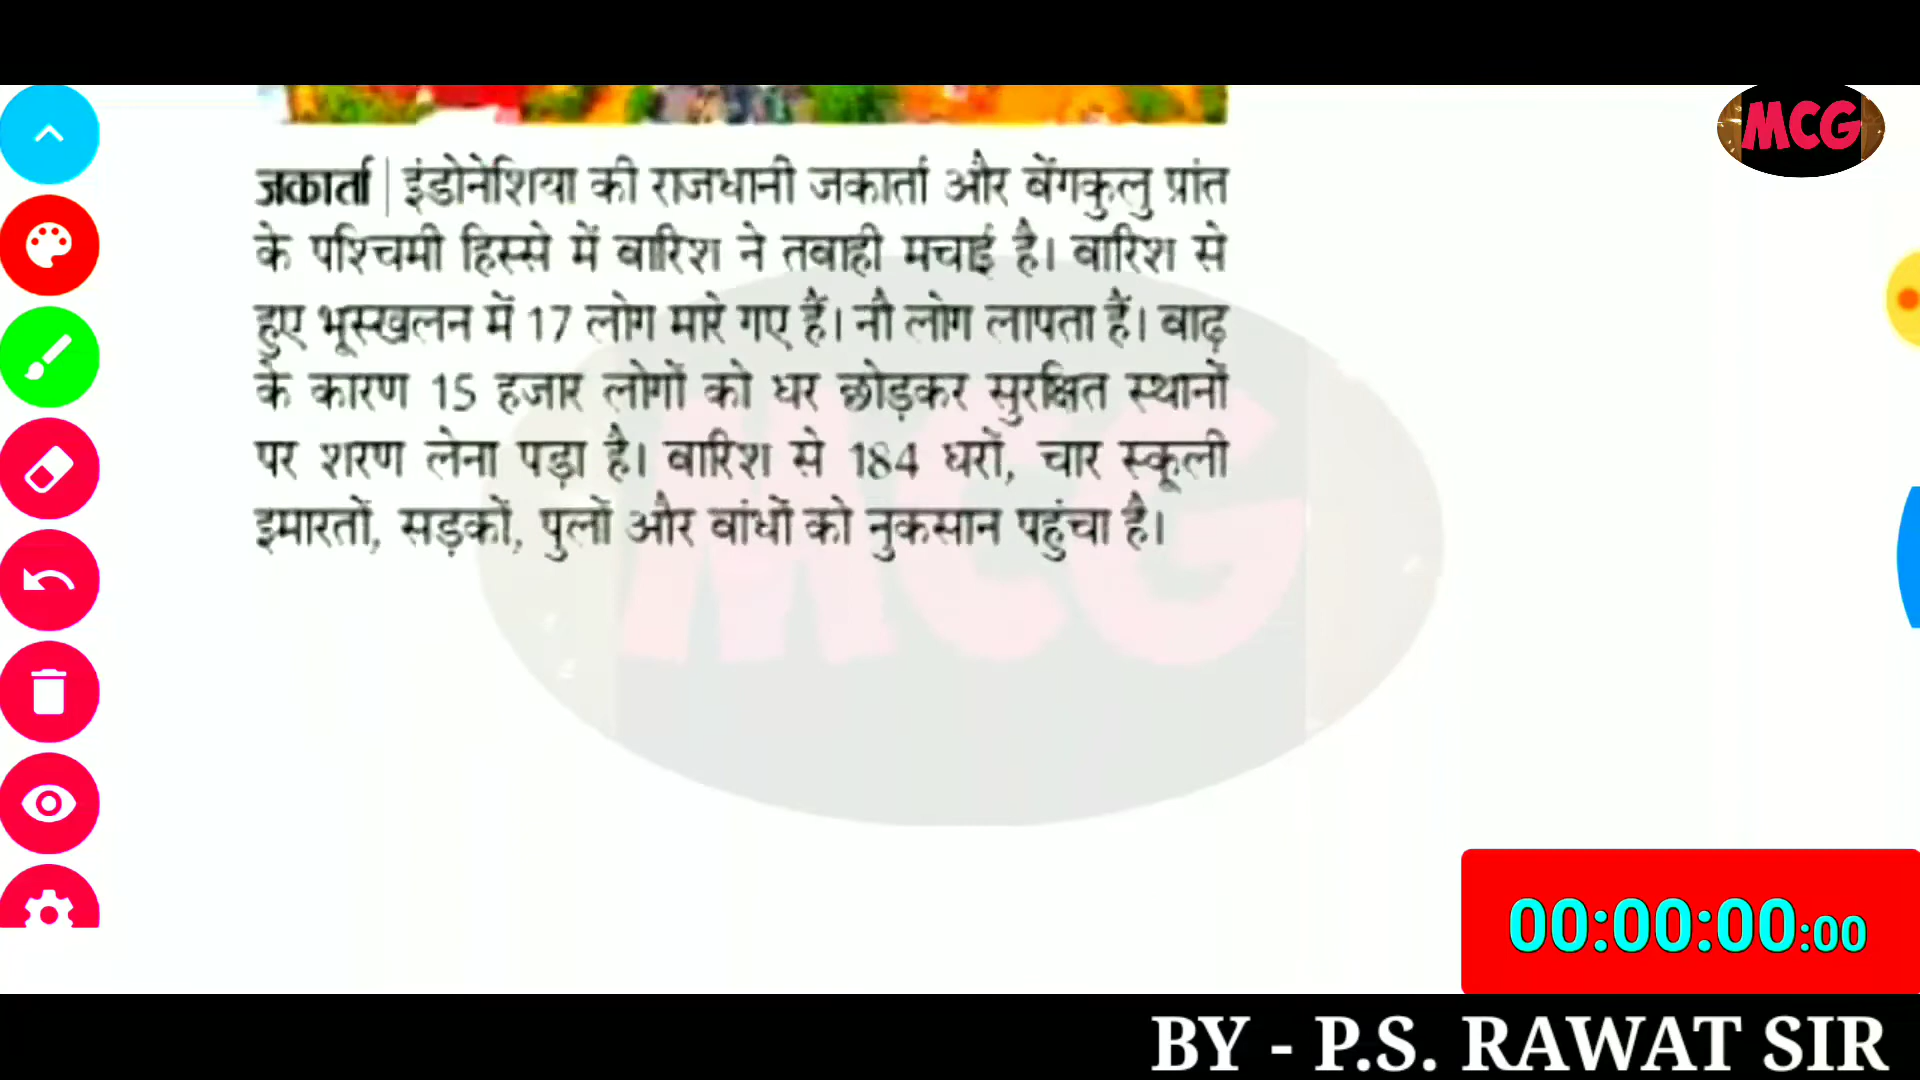 MCG
जकार्ता | इंडोनेशिया की राजधानी जकार्ता और बेंगकुलु प्रांत
के पश्चिमी हिस्से में बारिश ने तबाही मचाई है। बारिश से
हुए भूस्खलन में 17 लोग मारे गए हैं। नौ लोग लापता हैं। बाढ़
के कारण 15 हजार लोगों को घर छोड़कर सुरक्षित स्थानों
पर शरण लेना पड़ा है। बारिश से 184 घरों, चार स्कूली
इमारतों, सड़कों, पुलों और बांधों को नुकसान पहुंचा है।
MCG
00:00:00:00
BY - P.S. RAWAT SIR